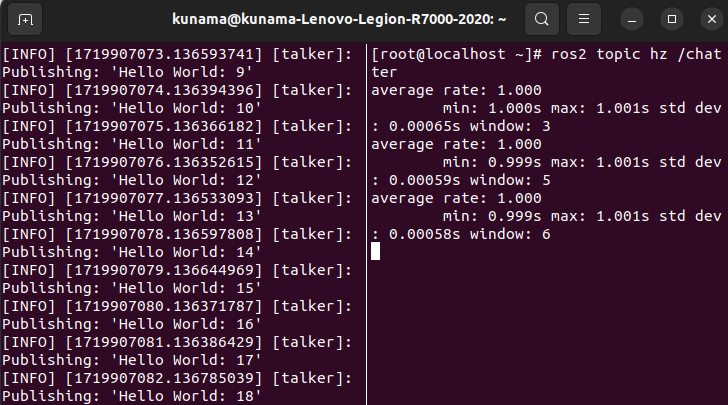 kunama@kunama-Lenovo-Legion-R7000-2020: ~
[INFO] [1719907073.136593741] [talker]:
Publishing: 'Hello World: 9'
[INFO] [1719907074.136394396] [talker]:
Publishing: 'Hello World: 10'
[INFO] [1719907075.136366182] [talker]:
Publishing: 'Hello World: 11'
[INFO] [1719907076.136352615] [talker]:
Publishing: 'Hello World: 12'
[INFO] [1719907077.136533093] [talker]:
Publishing: 'Hello World: 13'
[INFO] [1719907078.136597808] [talker]:
Publishing: 'Hello World: 14'
[INFO] [1719907079.136644969] [talker]:
Publishing: 'Hello World: 15'
[INFO] [1719907080.136371787] [talker]:
Publishing: 'Hello World: 16'
[INFO] [1719907081.136386429] [talker]:
Publishing: 'Hello World: 17'
[INFO] [1719907082.136785039] [talker]:
Publishing: 'Hello World: 18'
[root@localhost ~]# ros2 topic hz /chat
ter
average rate: 1.000
min: 1.000s max: 1.001s std dev
: 0.00065s window: 3
average rate: 1.000
min: 0.999s max: 1.001s std dev
: 0.00059s window: 5
average rate: 1.000
min: 0.999s max: 1.001s std dev
: 0.00058s window: 6